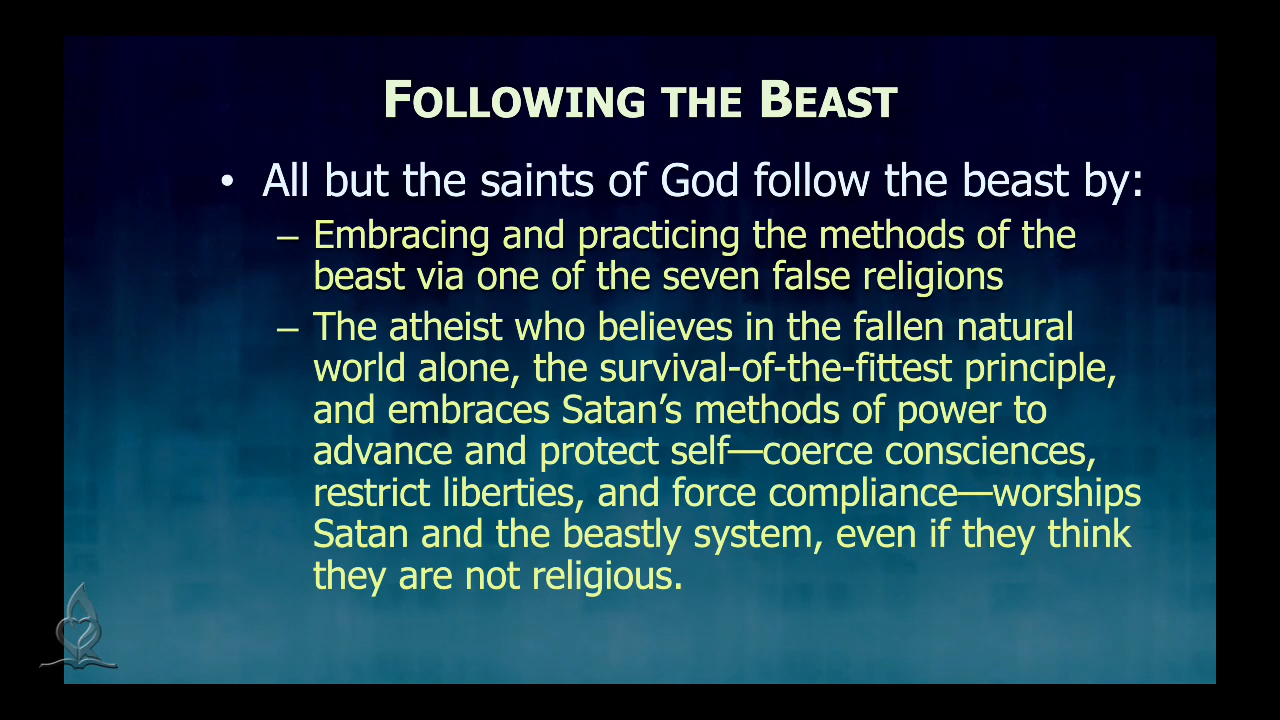 FOLLOWING THE BEAST
• All but the saints of God follow the beast by:
– Embracing and practicing the methods of the
beast via one of the seven false religions
– The atheist who believes in the fallen natural
world alone, the survival-of-the-fittest principle,
and embraces Satan’s methods of power to
advance and protect self—coerce consciences,
restrict liberties, and force compliance—worships
Satan and the beastly system, even if they think
they are not religious.